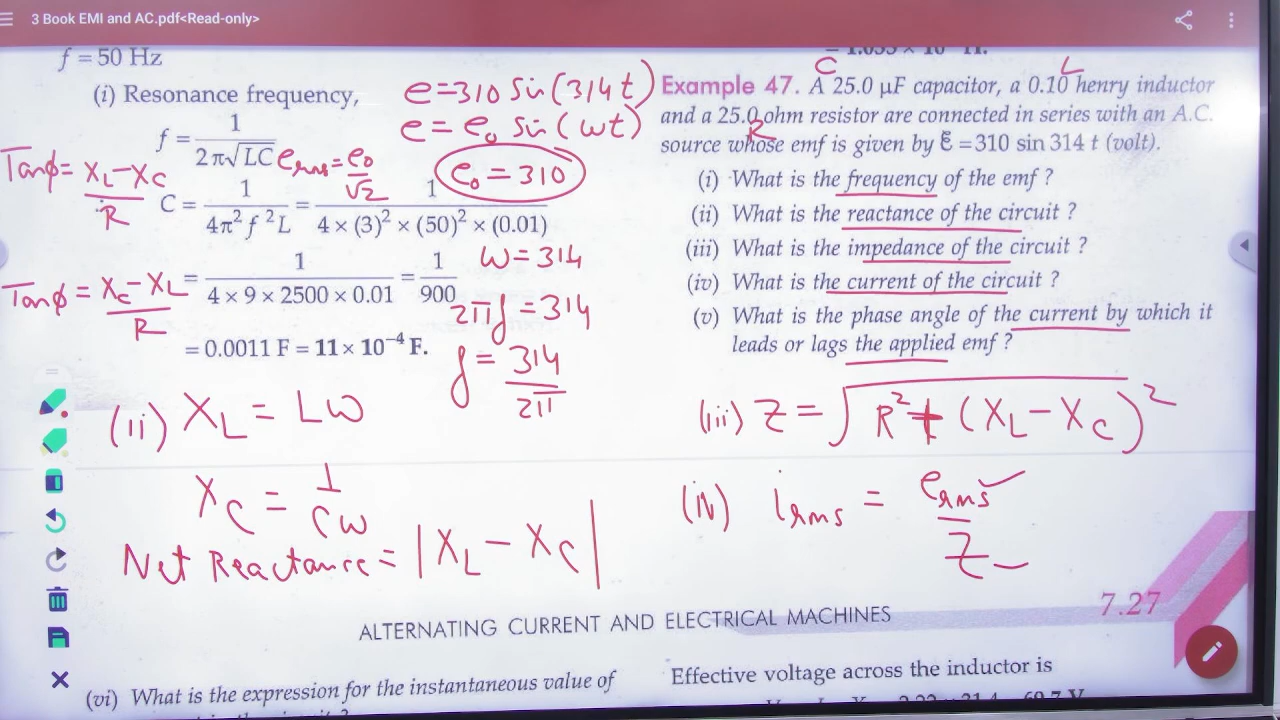 3 Book EMI and AC.pdf<Read-only>
f = 50 Hz
(i) Resonance frequency,
f = 1 / 2π√LC
C = 1 / 4π² f² L = 1 / 4 × (3)² × (50)² × (0.01)
= 1 / 4 × 9 × 2500 × 0.01 = 1 / 900
= 0.0011 F = 11 × 10⁻⁴ F.
e = 310 sin(314 t)
e = e₀ sin(ωt)
e rms = e₀ / √2
e₀ = 310
Tanφ = X_L − X_C / R
Tanφ = X_C − X_L / R
ω = 314
2πf = 314
f = 314 / 2π
(ii) X_L = Lω
X_C = 1 / Cω
Net Reactance = |X_L − X_C|
C
L
Example 47. A 25.0 μF capacitor, a 0.10 henry inductor
and a 25.0 ohm resistor are connected in series with an A.C.
R
source whose emf is given by ℰ = 310 sin 314 t (volt).
(i) What is the frequency of the emf ?
(ii) What is the reactance of the circuit ?
(iii) What is the impedance of the circuit ?
(iv) What is the current of the circuit ?
(v) What is the phase angle of the current by which it
leads or lags the applied emf ?
(iii) Z = √R² + (X_L − X_C)²
(iv) i rms = e rms / Z
7.27
ALTERNATING CURRENT AND ELECTRICAL MACHINES
(vi) What is the expression for the instantaneous value of
Effective voltage across the inductor is